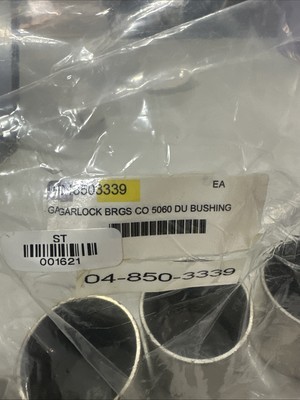 8503339 EA
GARLOCK BRGS CO 5060 DU BUSHING
ST
001621
04-850-3339